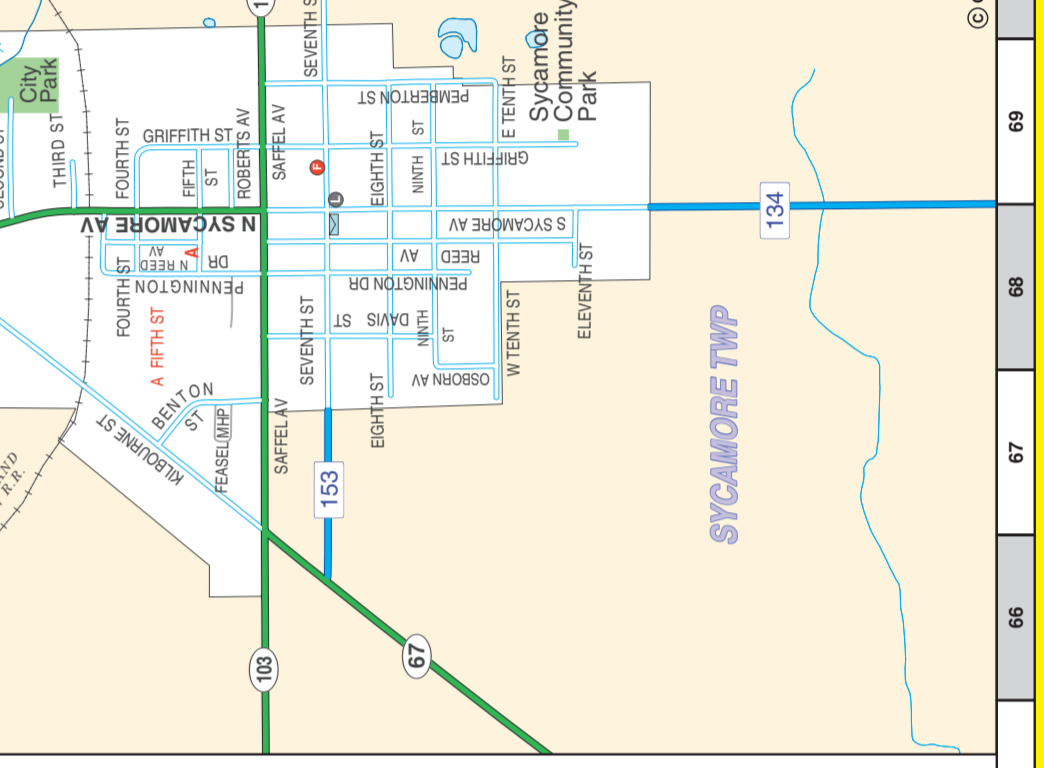 City
Park
THIRD ST
FOURTH ST
GRIFFITH ST
FIFTH
ST
ROBERTS AV
SAFFEL AV
SEVENTH S
PEMBERTON ST
EIGHTH ST
NINTH
ST
GRIFFITH ST
E TENTH ST
Sycamore
Community
Park
F
L
N SYCAMORE AV
S SYCAMORE AV
134
N REED
AV
A
DR
PENNINGTON
FOURTH ST
REED
AV
PENNINGTON DR
ELEVENTH ST
A FIFTH ST
SEVENTH ST
DAVIS
ST
NINTH
ST
W TENTH ST
OSBORN AV
EIGHTH ST
BENTON
ST
KILBOURNE ST
FEASEL MHP
SAFFEL AV
153
SYCAMORE TWP
103
67
AND
R.R.
©
69
68
67
66